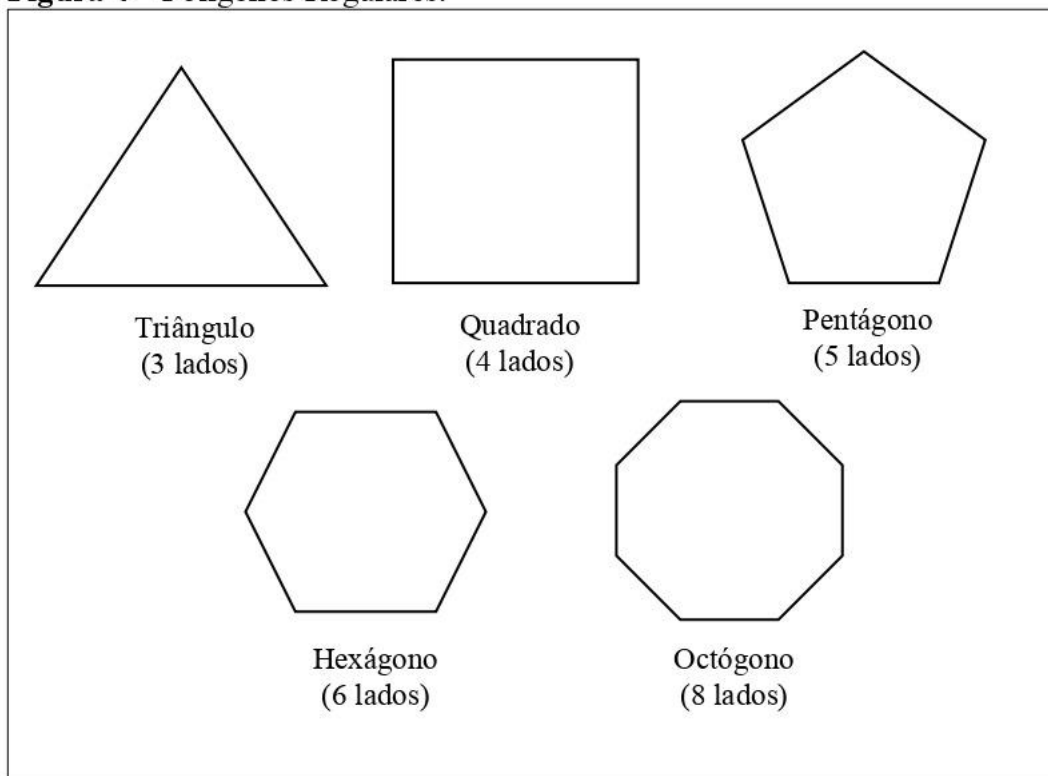 Polígonos Regulares.
Triângulo
(3 lados)
Quadrado
(4 lados)
Pentágono
(5 lados)
Hexágono
(6 lados)
Octógono
(8 lados)